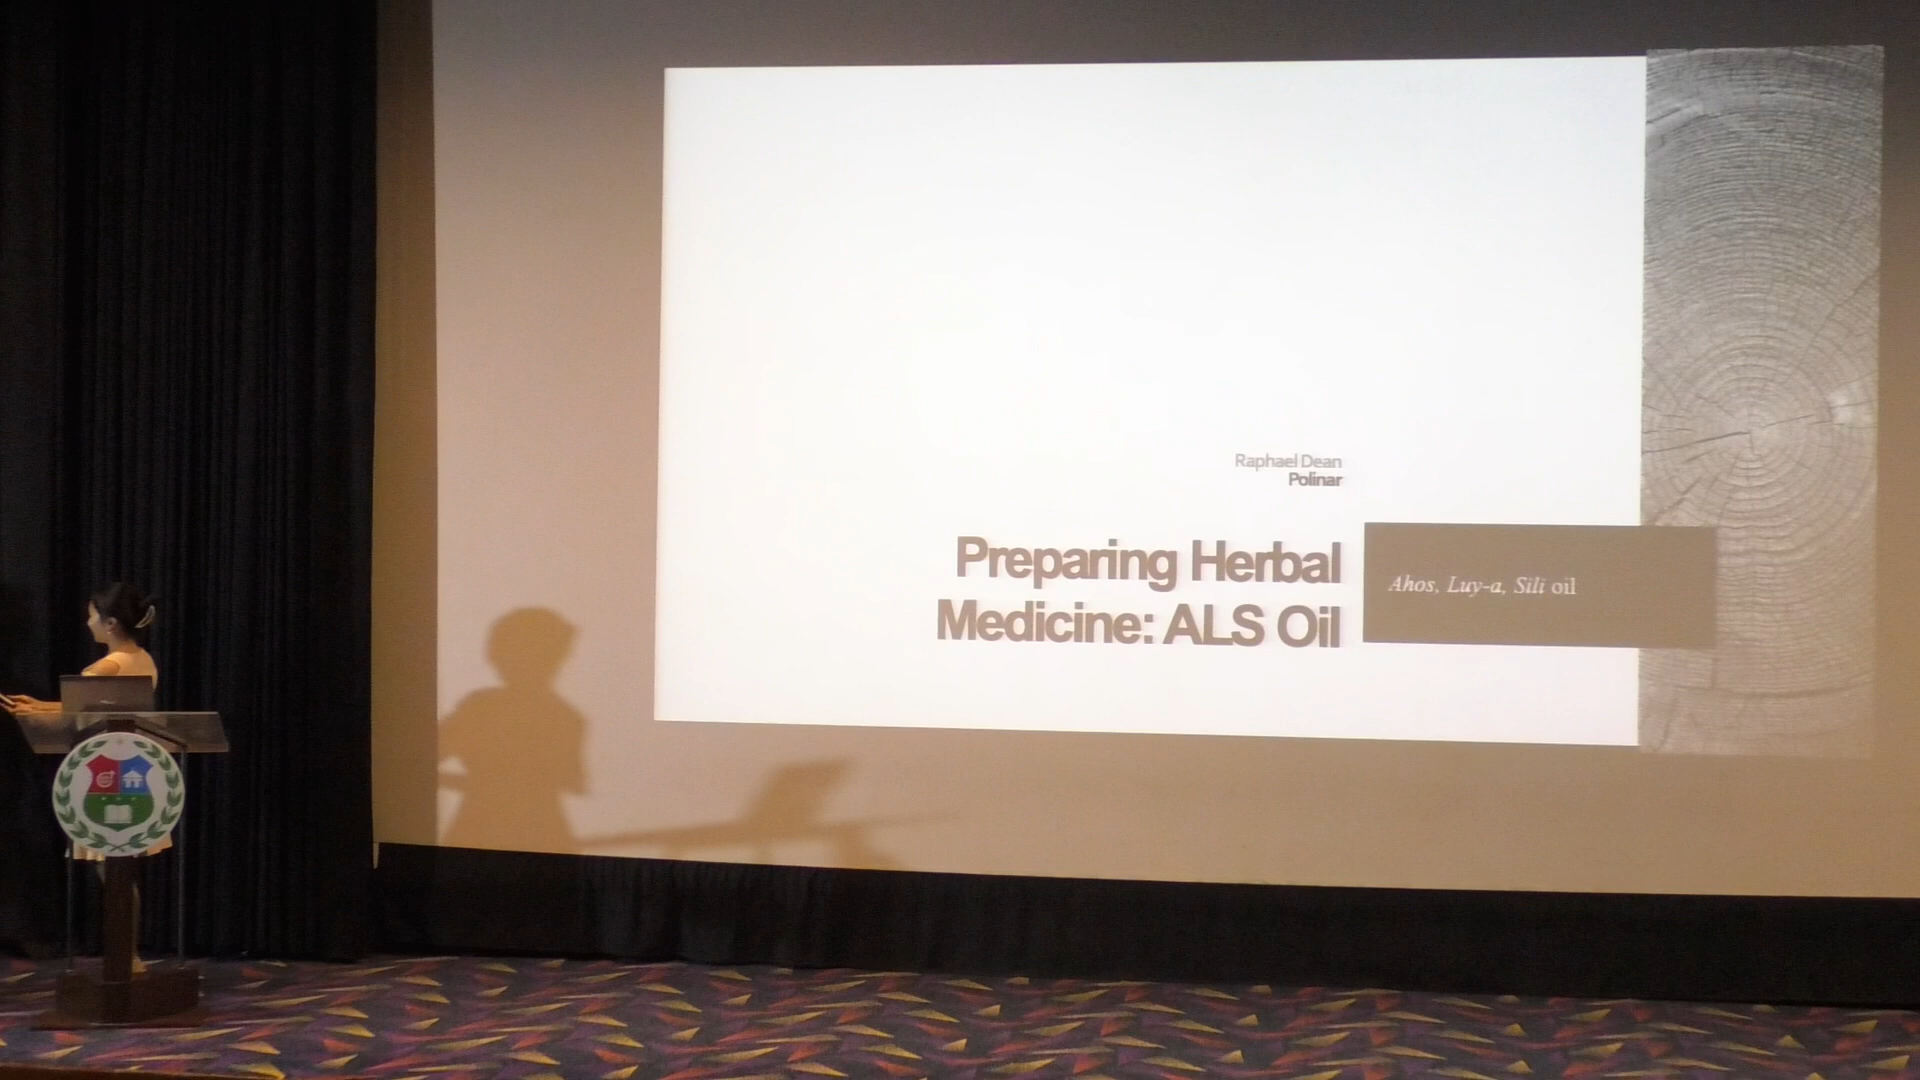 Raphael Dean
Polinar
Preparing Herbal
Medicine: ALS Oil
Ahos, Luy-a, Sili oil